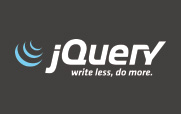 jQuery
write less, do more.